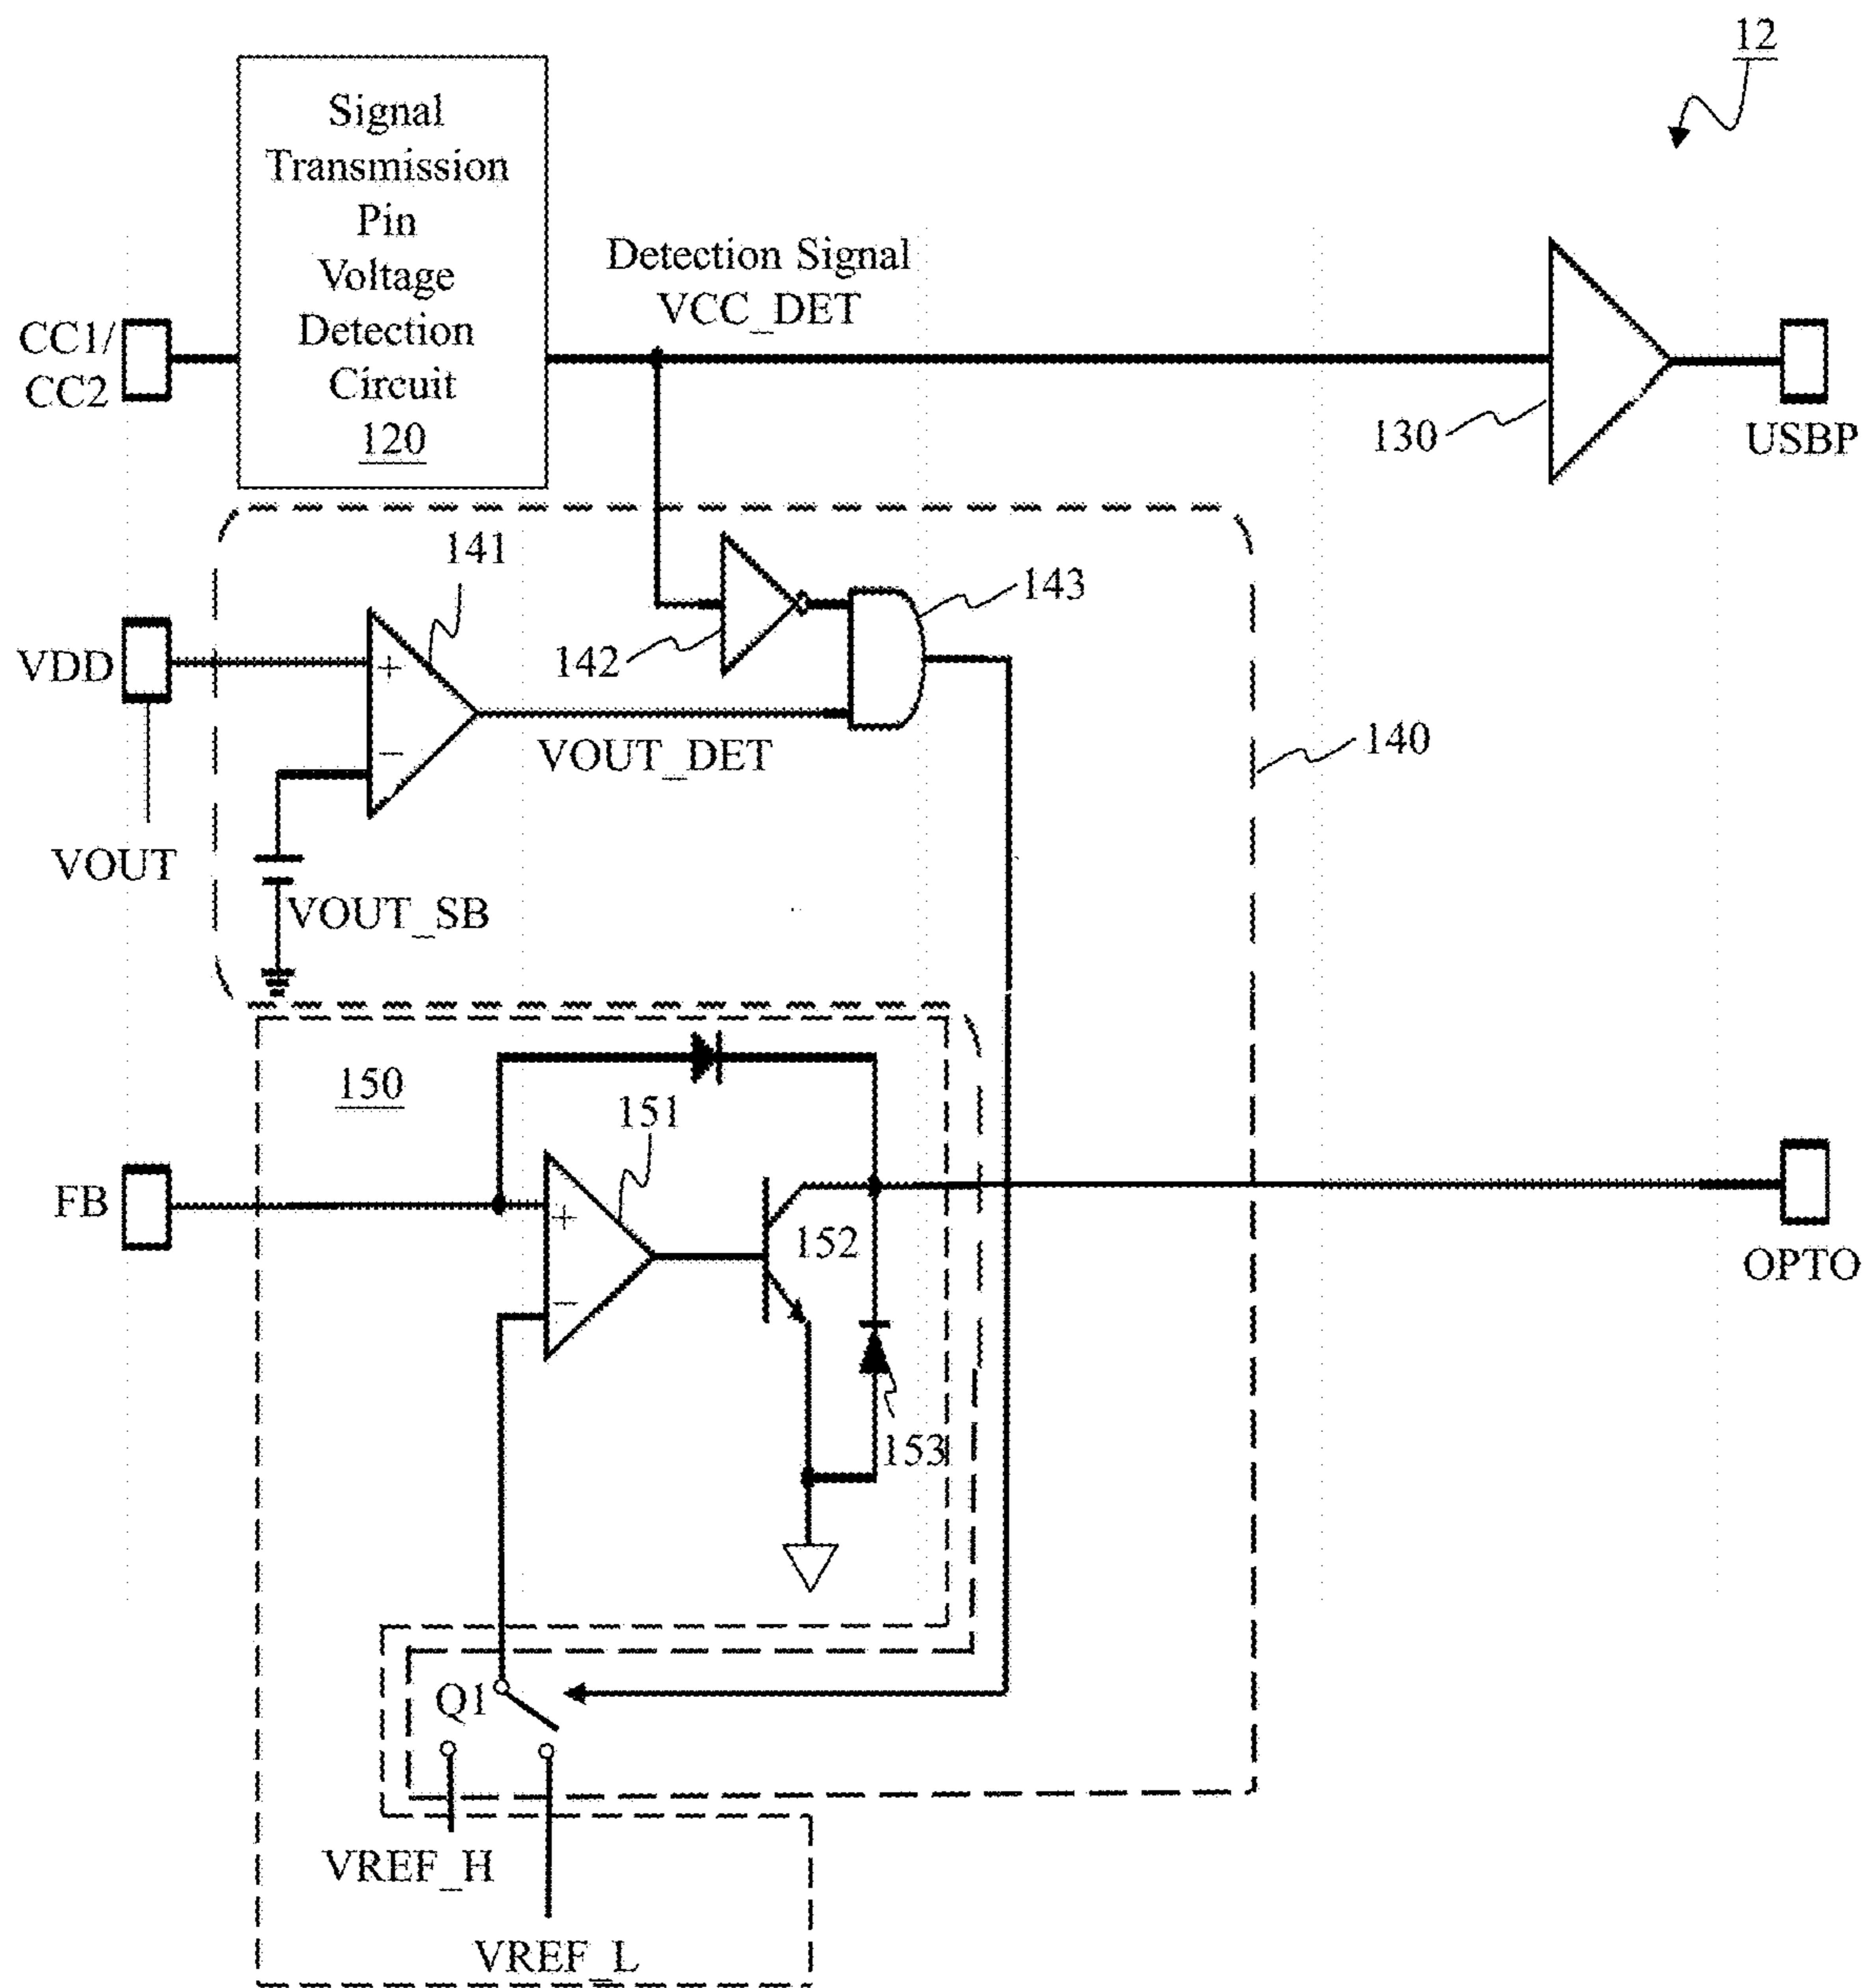 12
Signal
Transmission
Pin
Voltage
Detection
Circuit
120
Detection Signal
VCC_DET
CC1/
CC2
130
USBP
141
143
142
VDD
+
−
VOUT_DET
140
VOUT
VOUT_SB
150
151
FB
+
−
152
OPTO
153
Q1
VREF_H
VREF_L